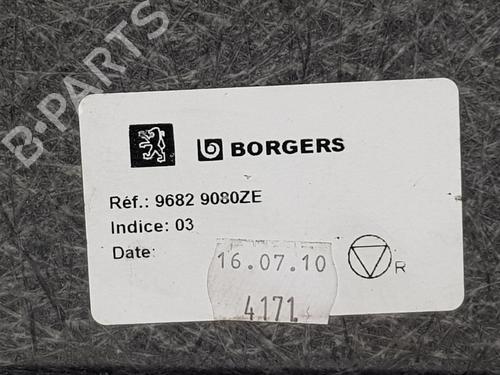 B-PARTS
BORGERS
Réf.: 9682 9080ZE
Indice: 03
Date:
16.07.10
R
4171